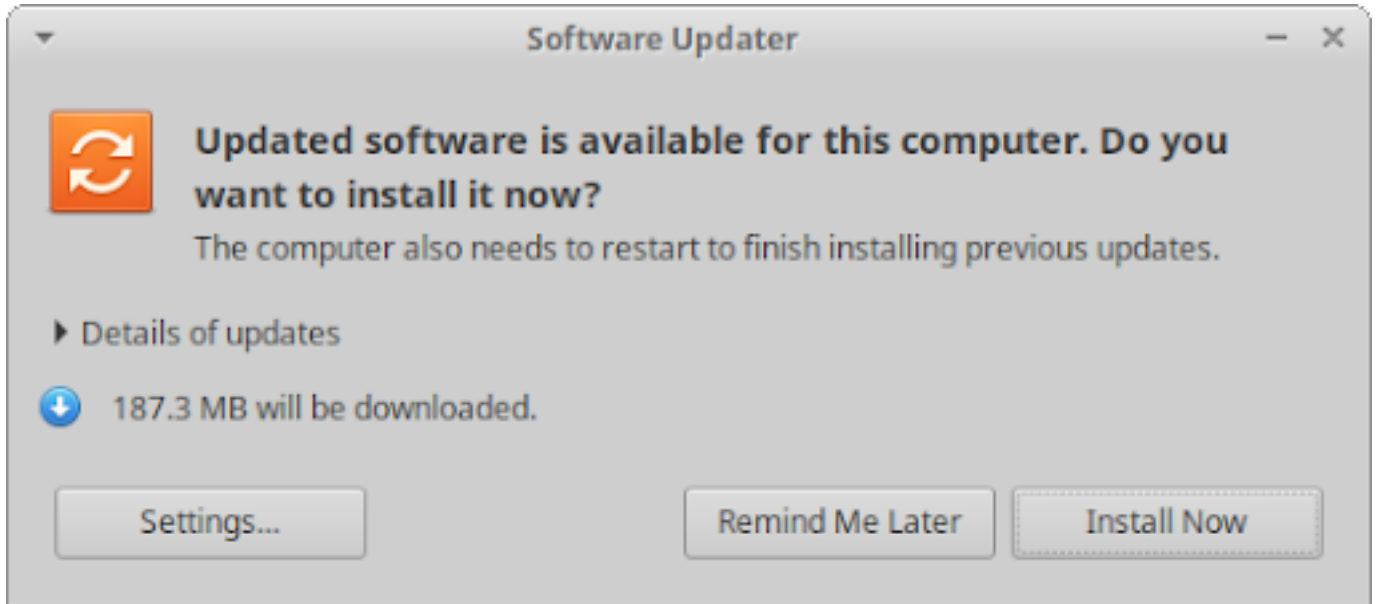 Software Updater
Updated software is available for this computer. Do you
want to install it now?
The computer also needs to restart to finish installing previous updates.
Details of updates
187.3 MB will be downloaded.
Settings...
Remind Me Later
Install Now